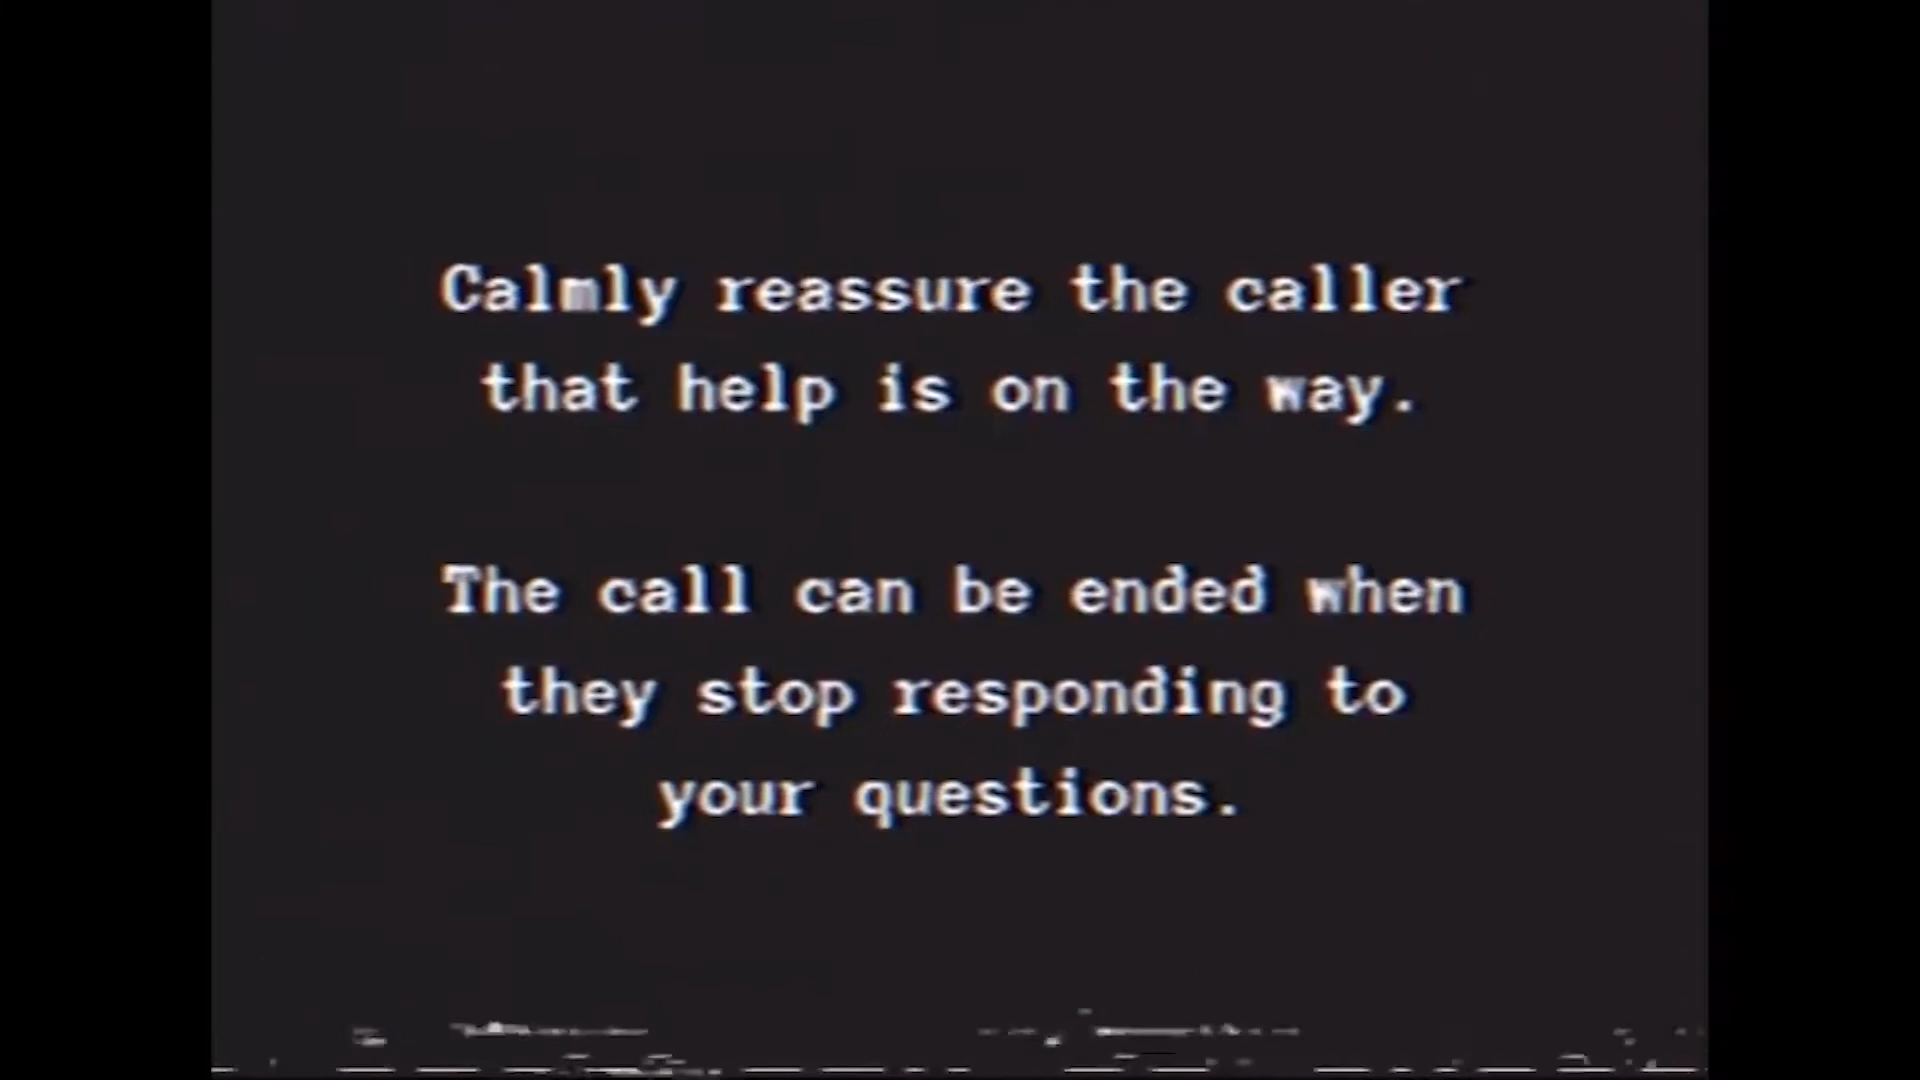 Calmly reassure the caller
that help is on the way.
The call can be ended when
they stop responding to
your questions.